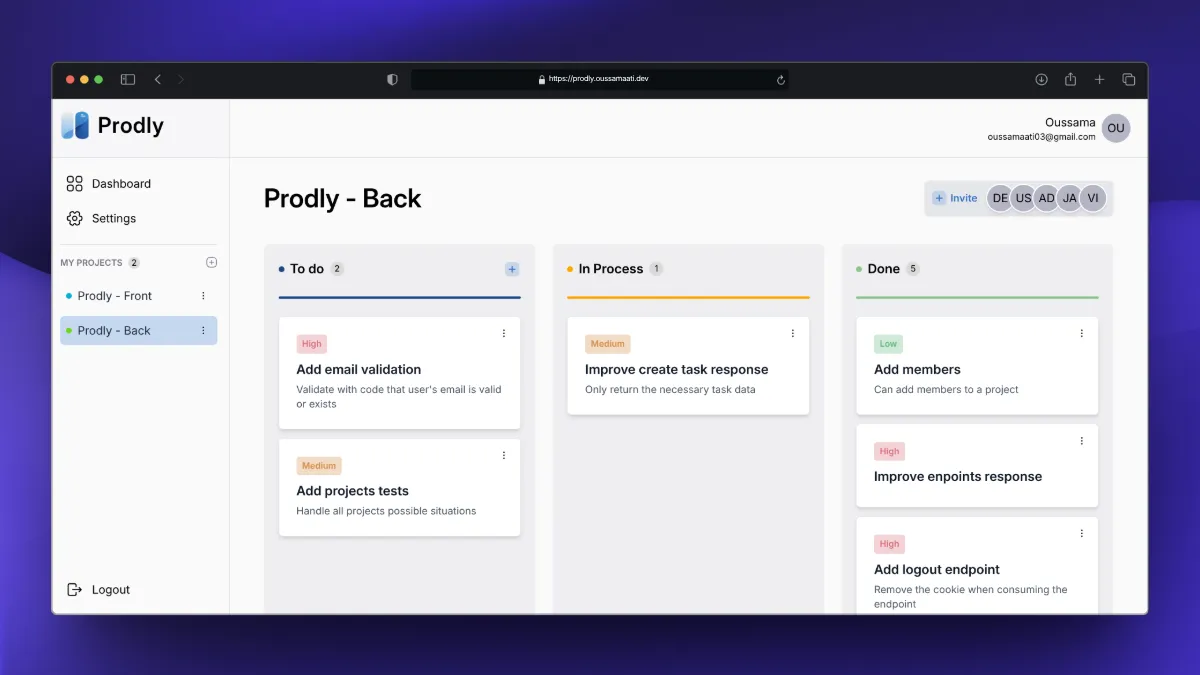 https://prodly.oussamaati.dev
Prodly
Oussama
oussamaati03@gmail.com
OU
Dashboard
Settings
MY PROJECTS 2
Prodly - Front
Prodly - Back
Logout
Prodly - Back
+ Invite
DE US AD JA VI
To do 2
+
High
Add email validation
Validate with code that user's email is valid
or exists
Medium
Add projects tests
Handle all projects possible situations
In Process 1
Medium
Improve create task response
Only return the necessary task data
Done 5
Low
Add members
Can add members to a project
High
Improve enpoints response
High
Add logout endpoint
Remove the cookie when consuming the
endpoint